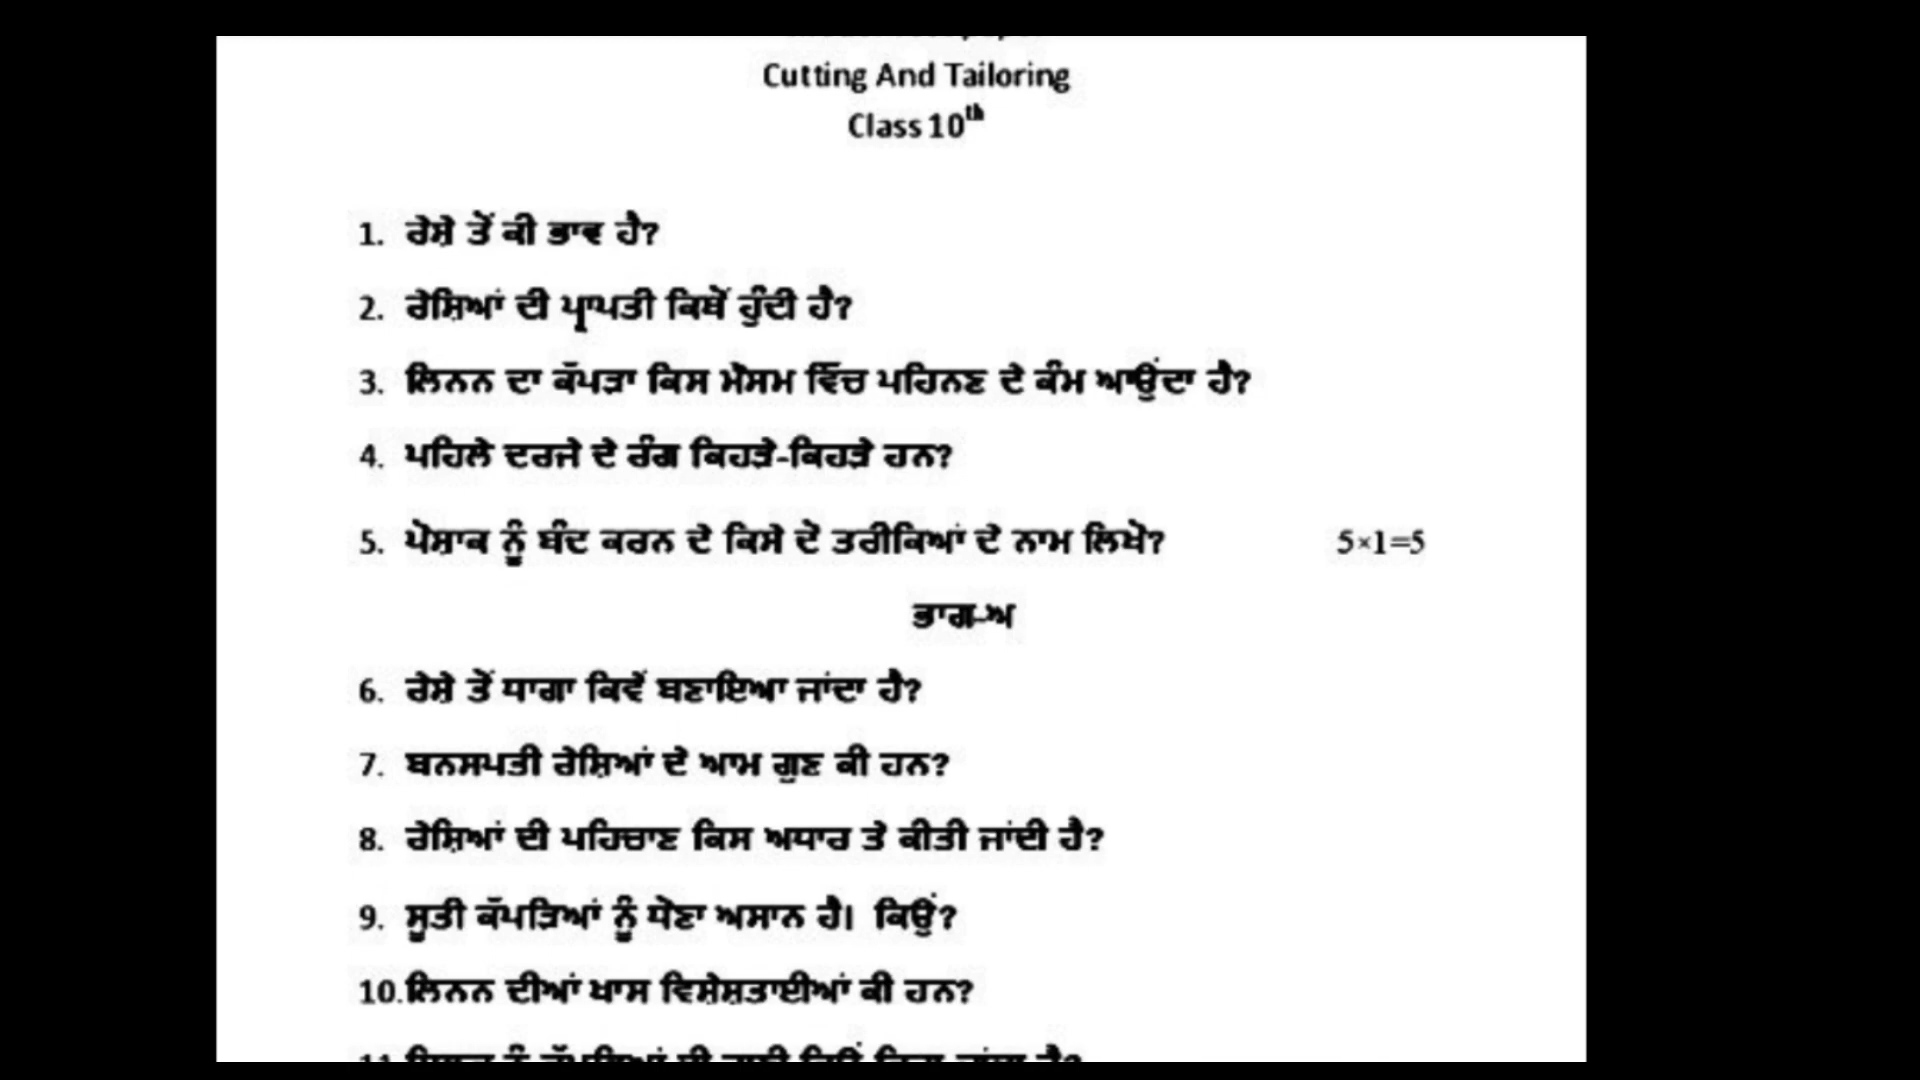 Cutting And Tailoring
Class 10th
1. ਰੇਸ਼ੇ ਤੋਂ ਕੀ ਭਾਵ ਹੈ?
2. ਰੇਸ਼ਿਆਂ ਦੀ ਪ੍ਰਾਪਤੀ ਕਿਥੋਂ ਹੁੰਦੀ ਹੈ?
3. ਲਿਨਨ ਦਾ ਕੱਪੜਾ ਕਿਸ ਮੌਸਮ ਵਿੱਚ ਪਹਿਨਣ ਦੇ ਕੰਮ ਆਉਂਦਾ ਹੈ?
4. ਪਹਿਲੇ ਦਰਜੇ ਦੇ ਰੰਗ ਕਿਹੜੇ-ਕਿਹੜੇ ਹਨ?
5. ਪੋਸ਼ਾਕ ਨੂੰ ਬੰਦ ਕਰਨ ਦੇ ਕਿਸੇ ਦੋ ਤਰੀਕਿਆਂ ਦੇ ਨਾਮ ਲਿਖੋ? 5×1=5
ਭਾਗ-ਅ
6. ਰੇਸ਼ੇ ਤੋਂ ਧਾਗਾ ਕਿਵੇਂ ਬਣਾਇਆ ਜਾਂਦਾ ਹੈ?
7. ਬਨਸਪਤੀ ਰੇਸ਼ਿਆਂ ਦੇ ਆਮ ਗੁਣ ਕੀ ਹਨ?
8. ਰੇਸ਼ਿਆਂ ਦੀ ਪਹਿਚਾਣ ਕਿਸ ਅਧਾਰ ਤੇ ਕੀਤੀ ਜਾਂਦੀ ਹੈ?
9. ਸੂਤੀ ਕੱਪੜਿਆਂ ਨੂੰ ਧੋਣਾ ਅਸਾਨ ਹੈ। ਕਿਉਂ?
10. ਲਿਨਨ ਦੀਆਂ ਖਾਸ ਵਿਸ਼ੇਸ਼ਤਾਈਆਂ ਕੀ ਹਨ?